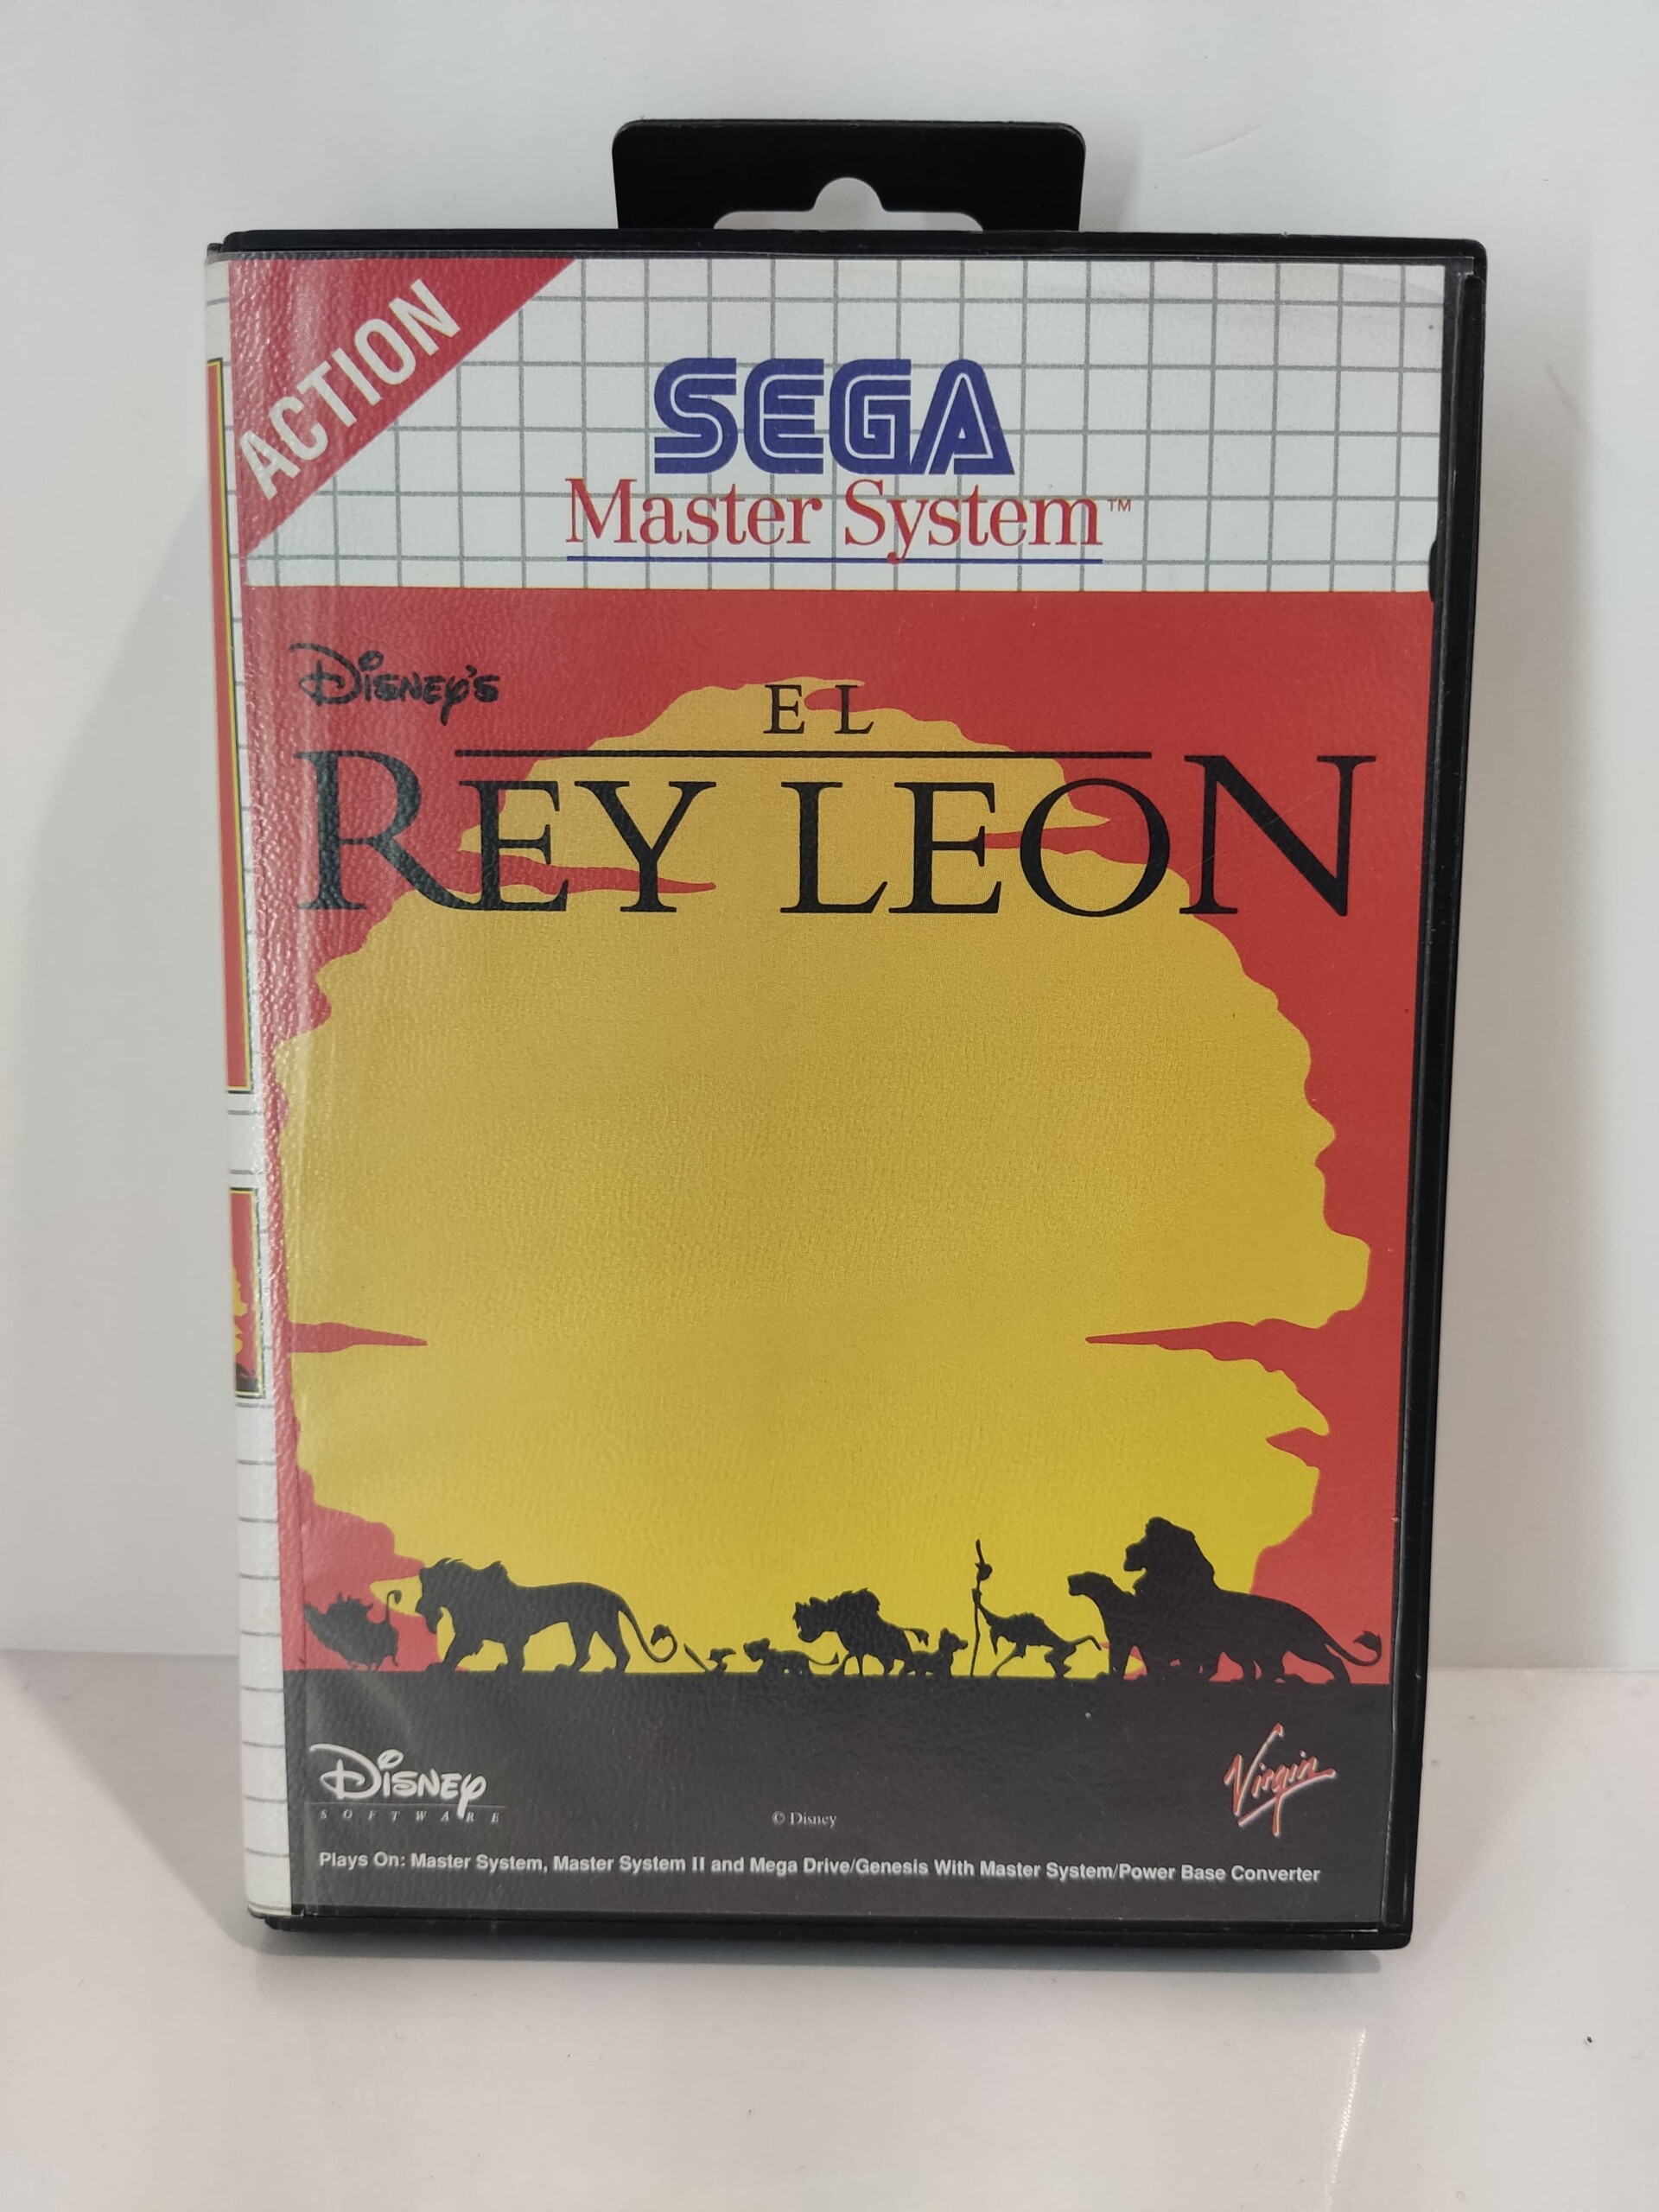 ACTION
SEGA
Master System™
Disney's
EL
REY LEON
Disney
SOFTWARE
© Disney
Virgin
Plays On: Master System, Master System II and Mega Drive/Genesis With Master System/Power Base Converter